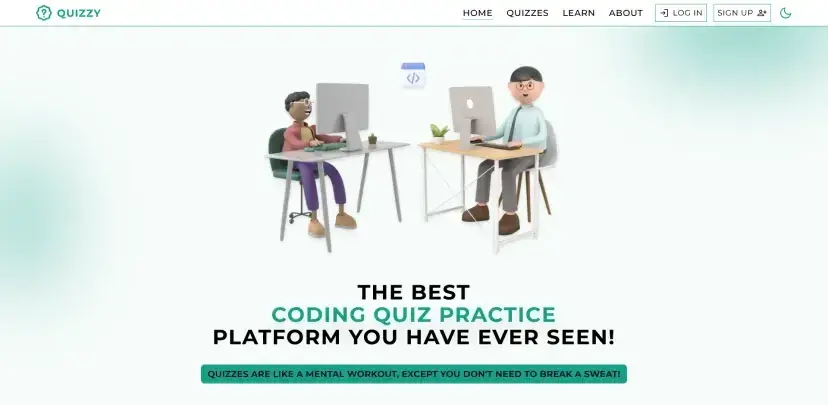 QUIZZY
HOME QUIZZES LEARN ABOUT LOG IN SIGN UP
</>
THE BEST
CODING QUIZ PRACTICE
PLATFORM YOU HAVE EVER SEEN!
QUIZZES ARE LIKE A MENTAL WORKOUT, EXCEPT YOU DON'T NEED TO BREAK A SWEAT!